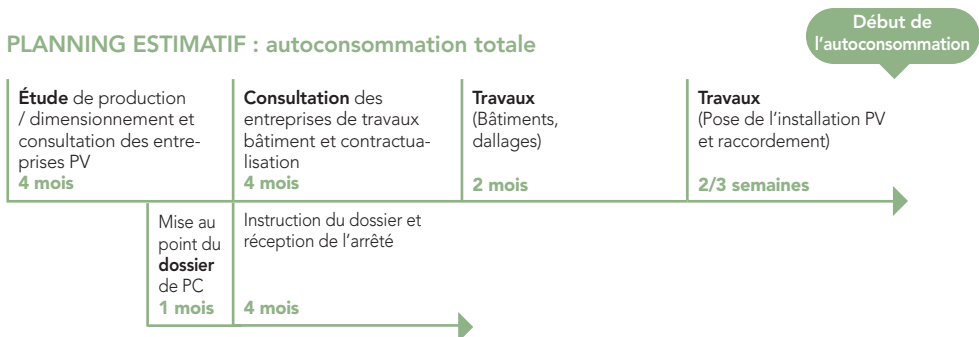 PLANNING ESTIMATIF : autoconsommation totale
Début de
l'autoconsommation
Étude de production
/ dimensionnement et
consultation des entre-
prises PV
4 mois
Consultation des
entreprises de travaux
bâtiment et contractua-
lisation
4 mois
Travaux
(Bâtiments,
dallages)
2 mois
Travaux
(Pose de l'installation PV
et raccordement)
2/3 semaines
Mise au
point du
dossier
de PC
1 mois
Instruction du dossier et
réception de l'arrêté
4 mois